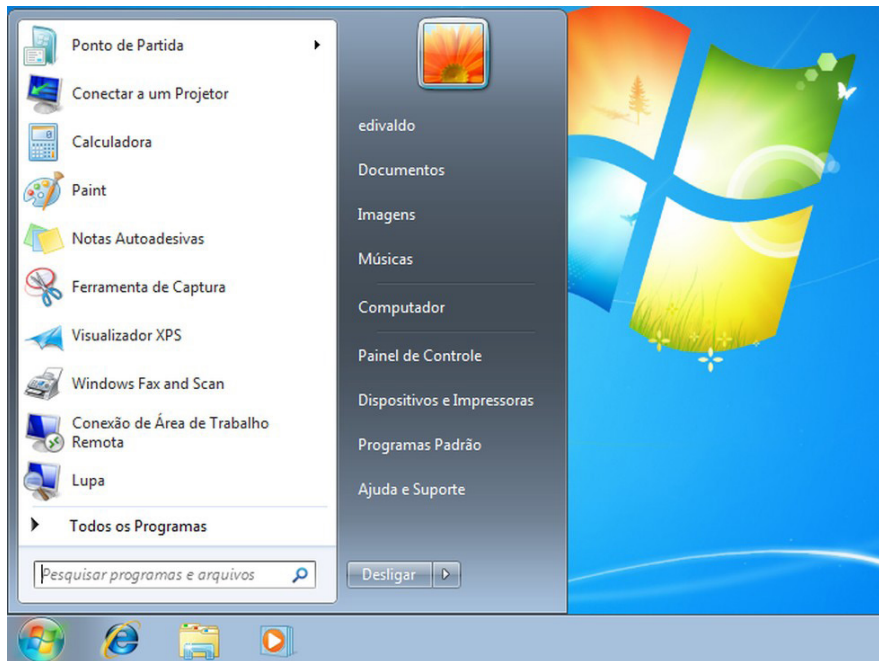 Ponto de Partida
Conectar a um Projetor
Calculadora
Paint
Notas Autoadesivas
Ferramenta de Captura
Visualizador XPS
Windows Fax and Scan
Conexão de Área de Trabalho
Remota
Lupa
Todos os Programas
Pesquisar programas e arquivos
edivaldo
Documentos
Imagens
Músicas
Computador
Painel de Controle
Dispositivos e Impressoras
Programas Padrão
Ajuda e Suporte
Desligar